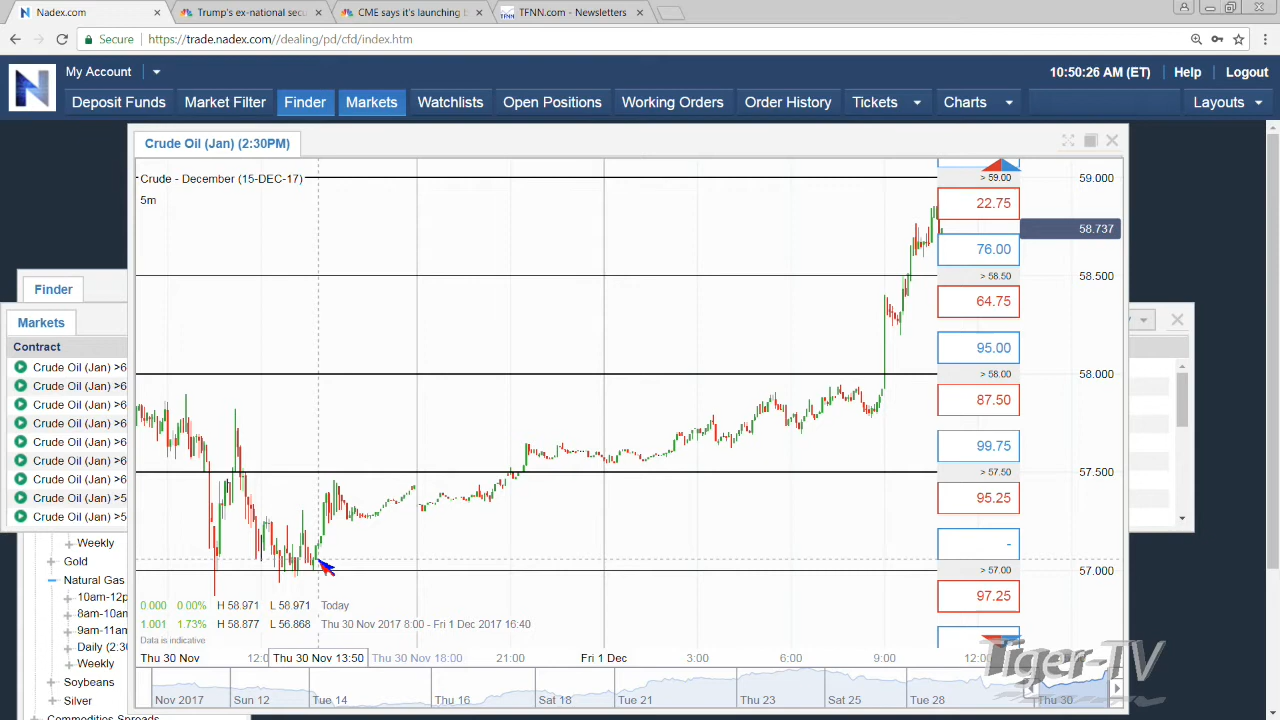 Nadex.com
Trump's ex-national secu
CME says it's launching b
TFNN.com - Newsletters
Secure
https://trade.nadex.com//dealing/pd/cfd/index.htm
My Account
10:50:26 AM (ET)
Help
Logout
Deposit Funds
Market Filter
Finder
Markets
Watchlists
Open Positions
Working Orders
Order History
Tickets
Charts
Layouts
Crude Oil (Jan) (2:30PM)
Crude - December (15-DEC-17)
5m
> 59.00
59.000
22.75
58.737
76.00
> 58.50
58.500
64.75
95.00
> 58.00
58.000
87.50
99.75
> 57.50
57.500
95.25
-
> 57.00
57.000
97.25
Finder
Markets
Contract
Crude Oil (Jan) >6
Crude Oil (Jan) >6
Crude Oil (Jan) >6
Crude Oil (Jan) >6
Crude Oil (Jan) >6
Crude Oil (Jan) >6
Crude Oil (Jan) >6
Crude Oil (Jan) >5
Crude Oil (Jan) >5
Weekly
Gold
Natural Gas
10am-12p
8am-10am
9am-11am
Daily (2:30
Weekly
Soybeans
Silver
Commodities Spreads
0.000 0.00% H 58.971 L 58.971 Today
1.001 1.73% H 58.877 L 56.868 Thu 30 Nov 2017 8:00 - Fri 1 Dec 2017 16:40
Data is indicative
Thu 30 Nov
12:0
Thu 30 Nov 13:50
Thu 30 Nov 18:00
21:00
Fri 1 Dec
3:00
6:00
9:00
12:00
Nov 2017
Sun 12
Tue 14
Thu 16
Sat 18
Tue 21
Thu 23
Sat 25
Tue 28
Thu 30
Tiger-TV